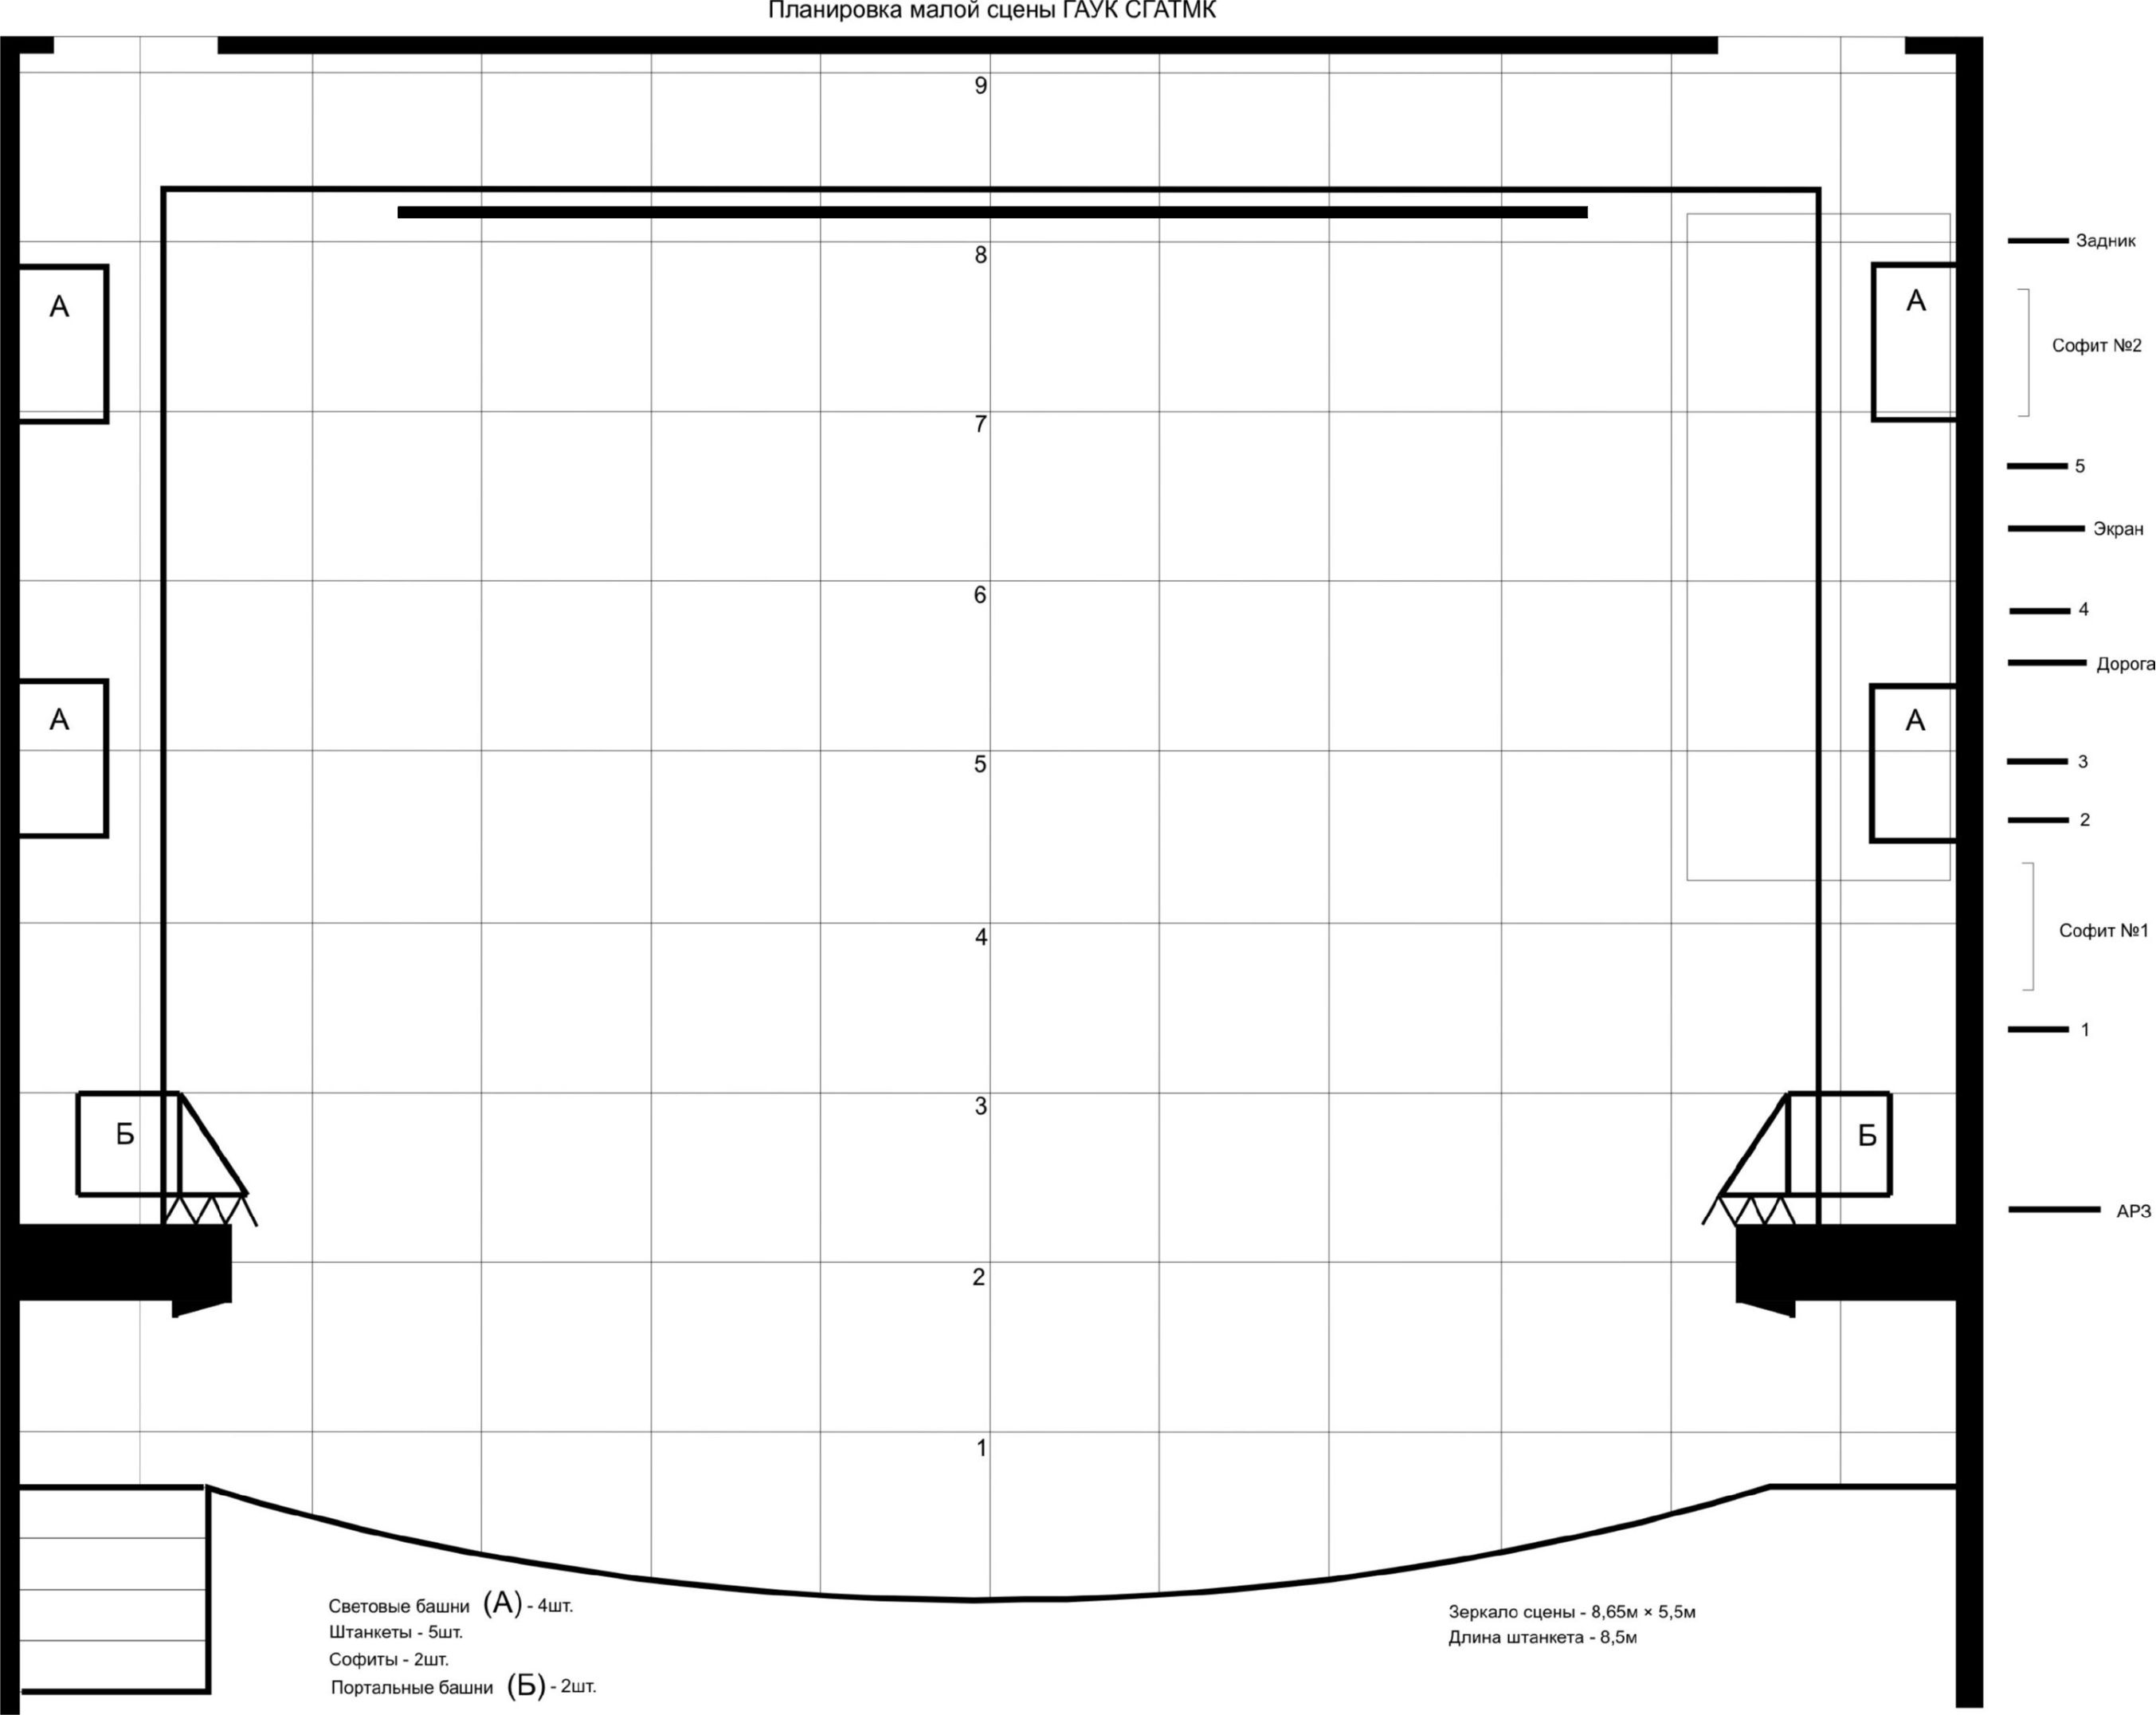 Планировка малой сцены ГАУК СГАТМК
9
Задник
8
А
А
Софит №2
7
5
Экран
6
4
Дорога
А
А
5
3
2
4
Софит №1
1
3
Б
Б
АРЗ
2
1
Световые башни (А) - 4шт.
Штанкеты - 5шт.
Софиты - 2шт.
Портальные башни (Б) - 2шт.
Зеркало сцены - 8,65м × 5,5м
Длина штанкета - 8,5м